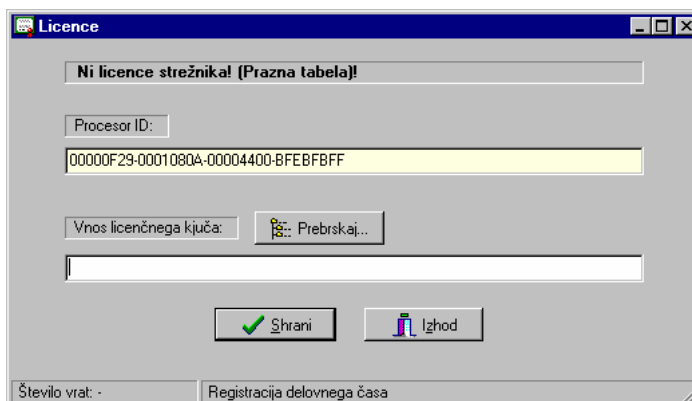 Licence
Ni licence strežnika! (Prazna tabela)!
Procesor ID:
00000F29-0001080A-00004400-BFEBFBFF
Vnos licenčnega kjuča:
Prebrskaj...
Shrani
Izhod
Število vrat: -
Registracija delovnega časa